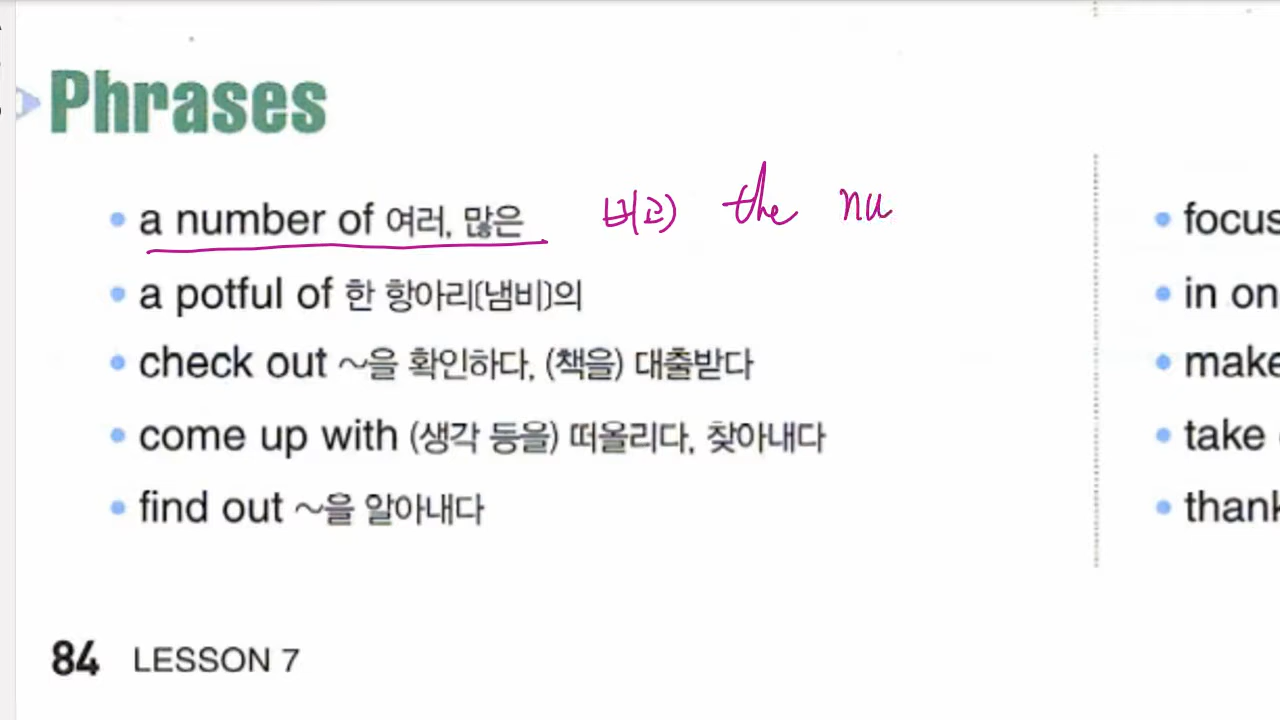 Phrases
a number of 여러, 많은 비교) the nu
a potful of 한 항아리(냄비)의
check out ~을 확인하다, (책을) 대출받다
come up with (생각 등을) 떠올리다, 찾아내다
find out ~을 알아내다
focus
in on
make
take
thank
84 LESSON 7